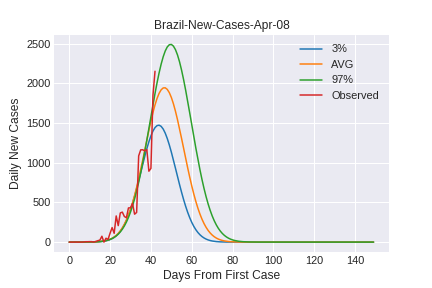 Brazil-New-Cases-Apr-08
Daily New Cases
2500
2000
1500
1000
500
0
3%
AVG
97%
Observed
0 20 40 60 80 100 120 140
Days From First Case